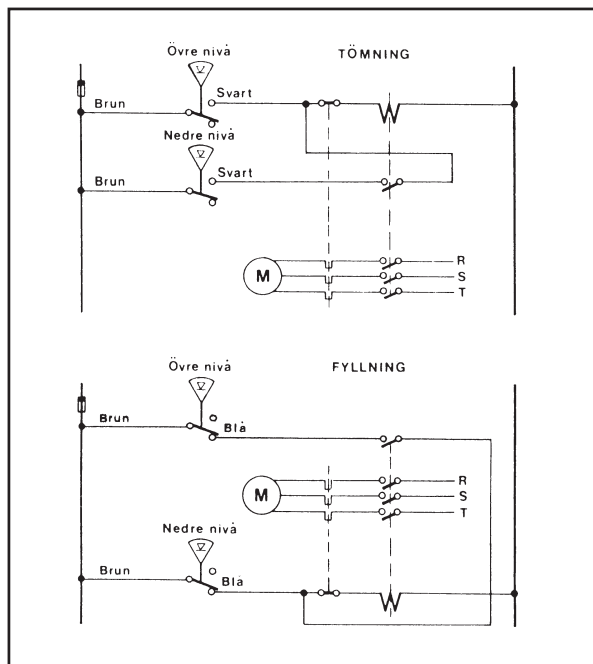 Övre nivå
TÖMNING
Svart
Brun
Nedre nivå
Svart
Brun
R
M
S
T
Övre nivå
FYLLNING
Brun
Blå
R
M
S
T
Nedre nivå
Brun
Blå